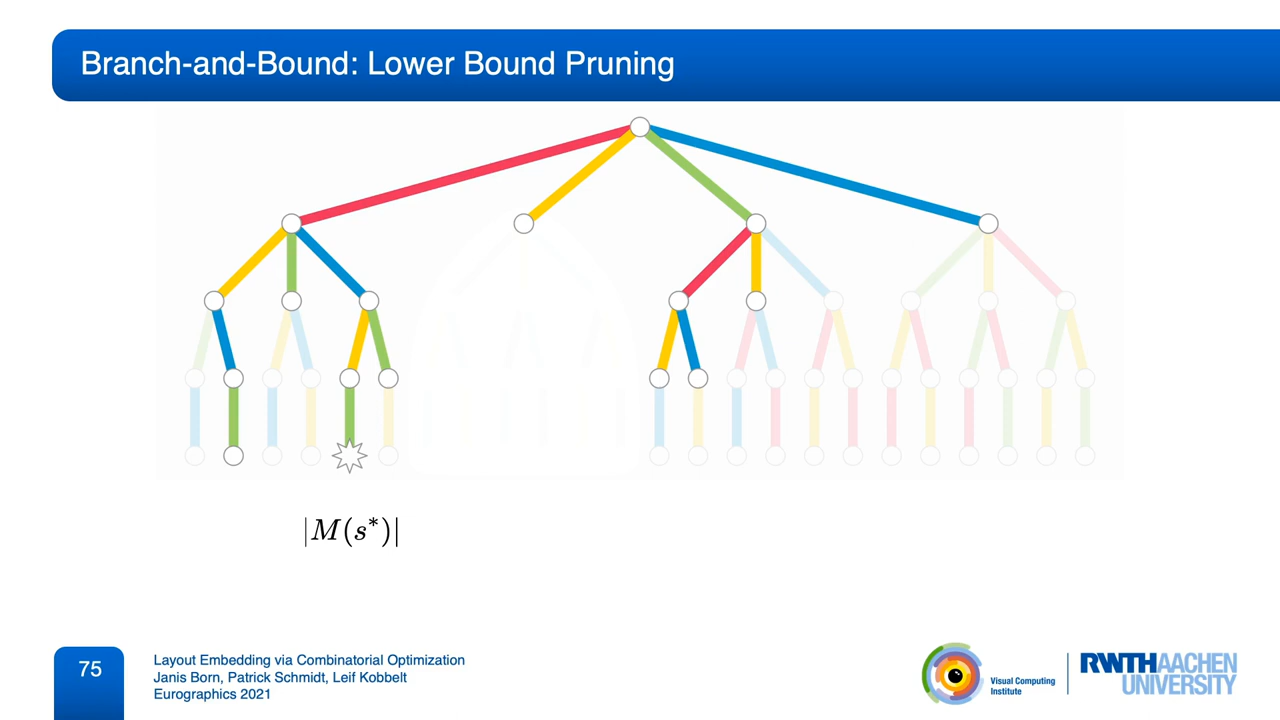 Branch-and-Bound: Lower Bound Pruning
|M(s*)|
75
Layout Embedding via Combinatorial Optimization
Janis Born, Patrick Schmidt, Leif Kobbelt
Eurographics 2021
Visual Computing
Institute
RWTHAACHEN
UNIVERSITY